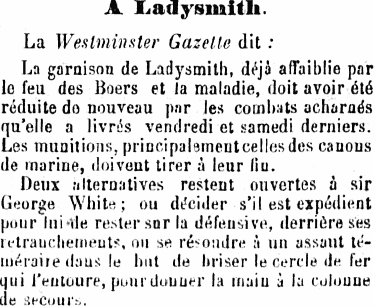 A Ladysmith.
La Westminster Gazette dit :
La garnison de Ladysmith, déjà affaiblie par
le feu des Boers et la maladie, doit avoir été
réduite de nouveau par les combats acharnés
qu'elle a livrés vendredi et samedi derniers.
Les munitions, principalement celles des canons
de marine, doivent tirer à leur fin.
Deux alternatives restent ouvertes à sir
George White ; ou décider s'il est expédient
pour lui de rester sur la défensive, derrière ses
retranchements, ou se résoudre à un assaut té-
méraire dans le but de briser le cercle de fer
qui l'entoure, pour donner la main à la colonne
de secours.